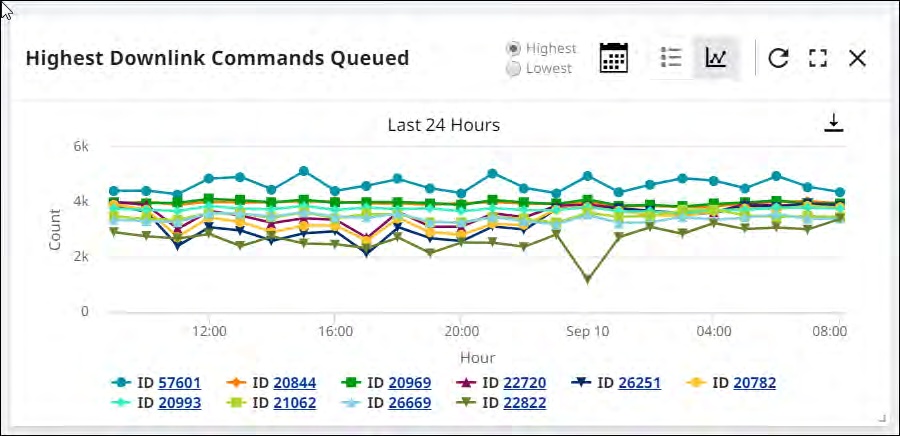 Highest Downlink Commands Queued
Highest
Lowest
Last 24 Hours
6k
4k
2k
0
Count
12:00 16:00 20:00 Sep 10 04:00 08:00
Hour
ID 57601 ID 20844 ID 20969 ID 22720 ID 26251 ID 20782
ID 20993 ID 21062 ID 26669 ID 22822